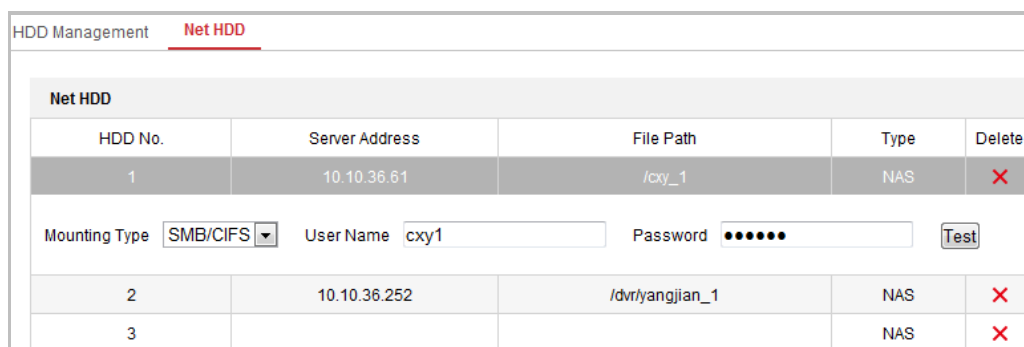 HDD Management Net HDD
Net HDD
HDD No. Server Address File Path Type Delete
1 10.10.36.61 /cxy_1 NAS
Mounting Type SMB/CIFS User Name cxy1 Password ●●●●●● Test
2 10.10.36.252 /dvr/yangjian_1 NAS
3 NAS